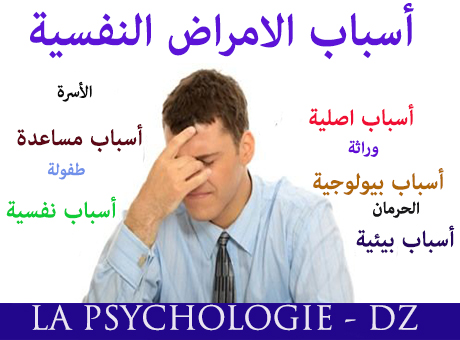 أسباب الامراض النفسية
الأسرة
أسباب اصلية
أسباب مساعدة
وراثة
طفولة
أسباب بيولوجية
الحرمان
أسباب نفسية
أسباب بيئية
LA PSYCHOLOGIE - DZ